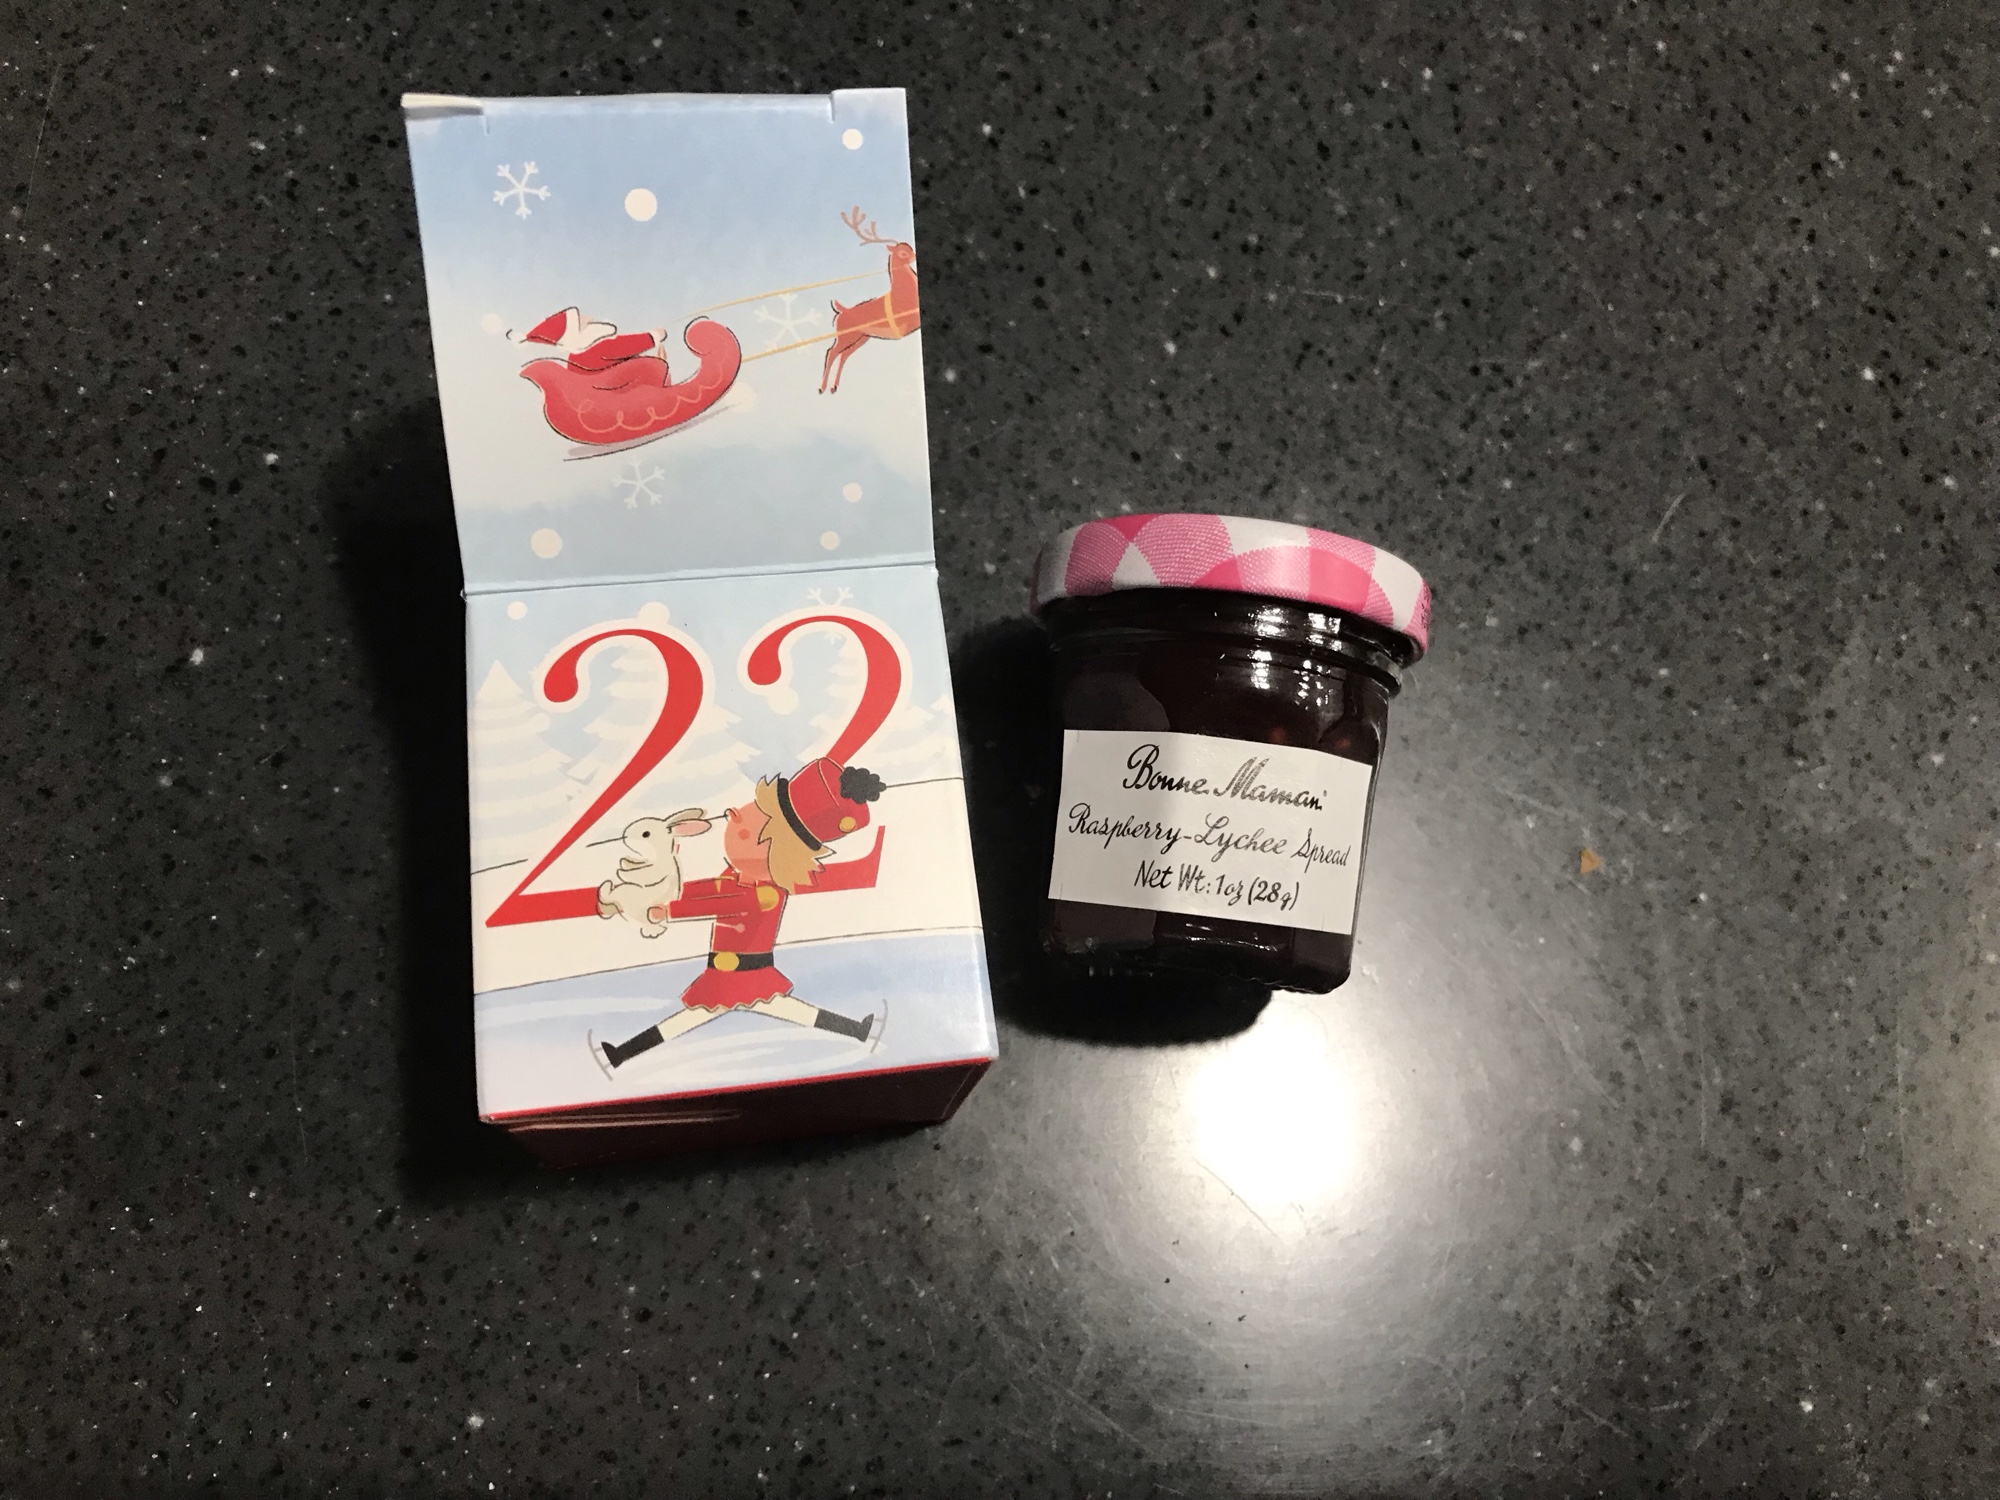 22
Bonne Maman
Raspberry-Lychee Spread
Net Wt: 1oz (28g)